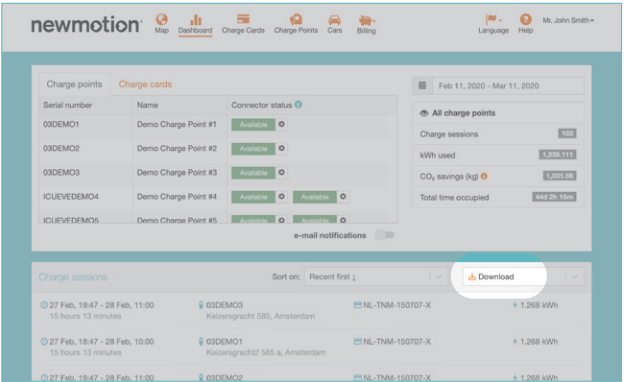 newmotion
Map Dashboard Charge Cards Charge Points Cars Billing Language Help Mr. John Smith
Charge points Charge cards
Serial number Name Connector status
03DEMO1 Demo Charge Point #1 Available
03DEMO2 Demo Charge Point #2 Available
03DEMO3 Demo Charge Point #3 Available
ICUEVEDEMO4 Demo Charge Point #4 Available Available
ICUEVEDEMO5 Demo Charge Point #5 Available Available
e-mail notifications
Feb 11, 2020 - Mar 11, 2020
All charge points
Charge sessions 102
kWh used 1,239.111
CO₂ savings (kg) 1,031.56
Total time occupied 44d 2h 15m
Charge sessions Sort on: Recent first ↓ Download
27 Feb, 19:47 - 28 Feb, 11:00 03DEMO3 NL-TNM-150707-X 1.268 kWh
15 hours 13 minutes Keizersgracht 585, Amsterdam
27 Feb, 18:47 - 28 Feb, 10:00 03DEMO1 NL-TNM-150707-X 1.268 kWh
15 hours 13 minutes Keizersgracht2 585 a, Amsterdam
27 Feb, 19:47 - 28 Feb, 11:00 03DEMO2 NL-TNM-150707-X 1.268 kWh